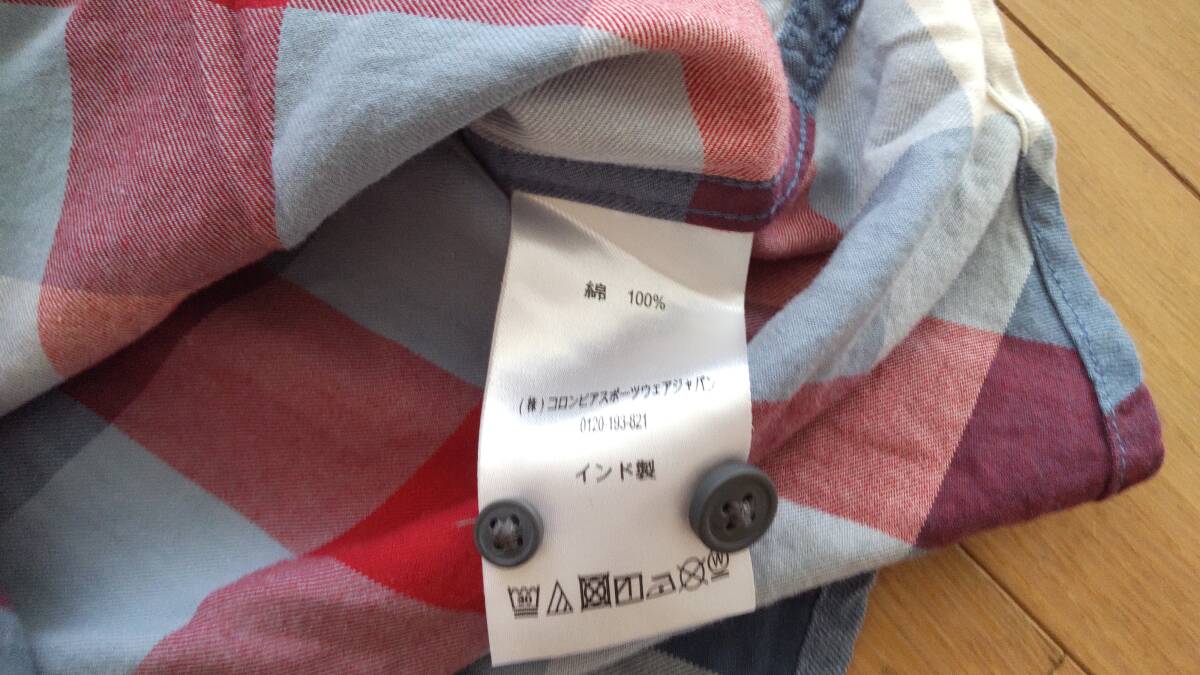 綿 100%
(株)コロンビアスポーツウェアジャパン
0120-193-821
インド製
30
W